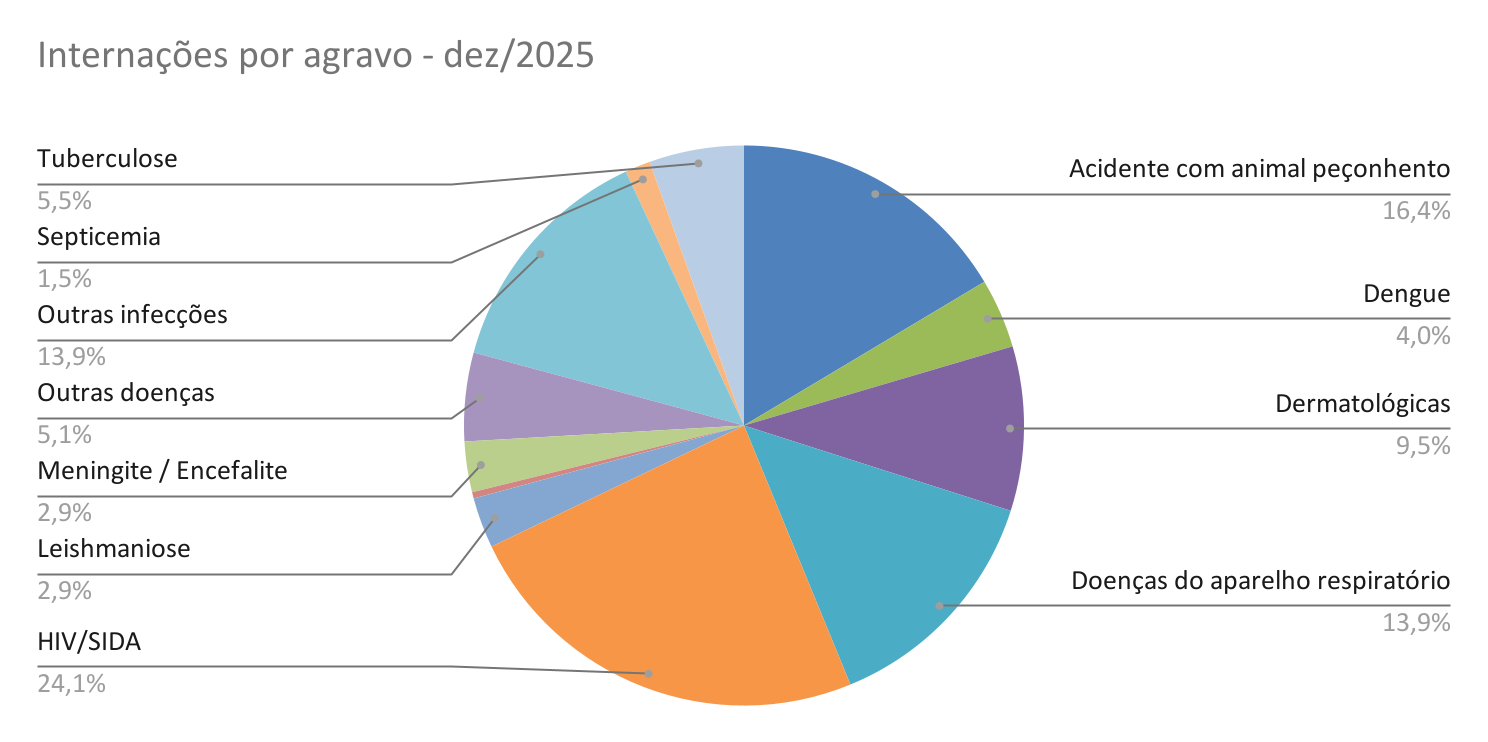 Internações por agravo - dez/2025
Tuberculose
5,5%
Septicemia
1,5%
Outras infecções
13,9%
Outras doenças
5,1%
Meningite / Encefalite
2,9%
Leishmaniose
2,9%
HIV/SIDA
24,1%
Acidente com animal peçonhento
16,4%
Dengue
4,0%
Dermatológicas
9,5%
Doenças do aparelho respiratório
13,9%